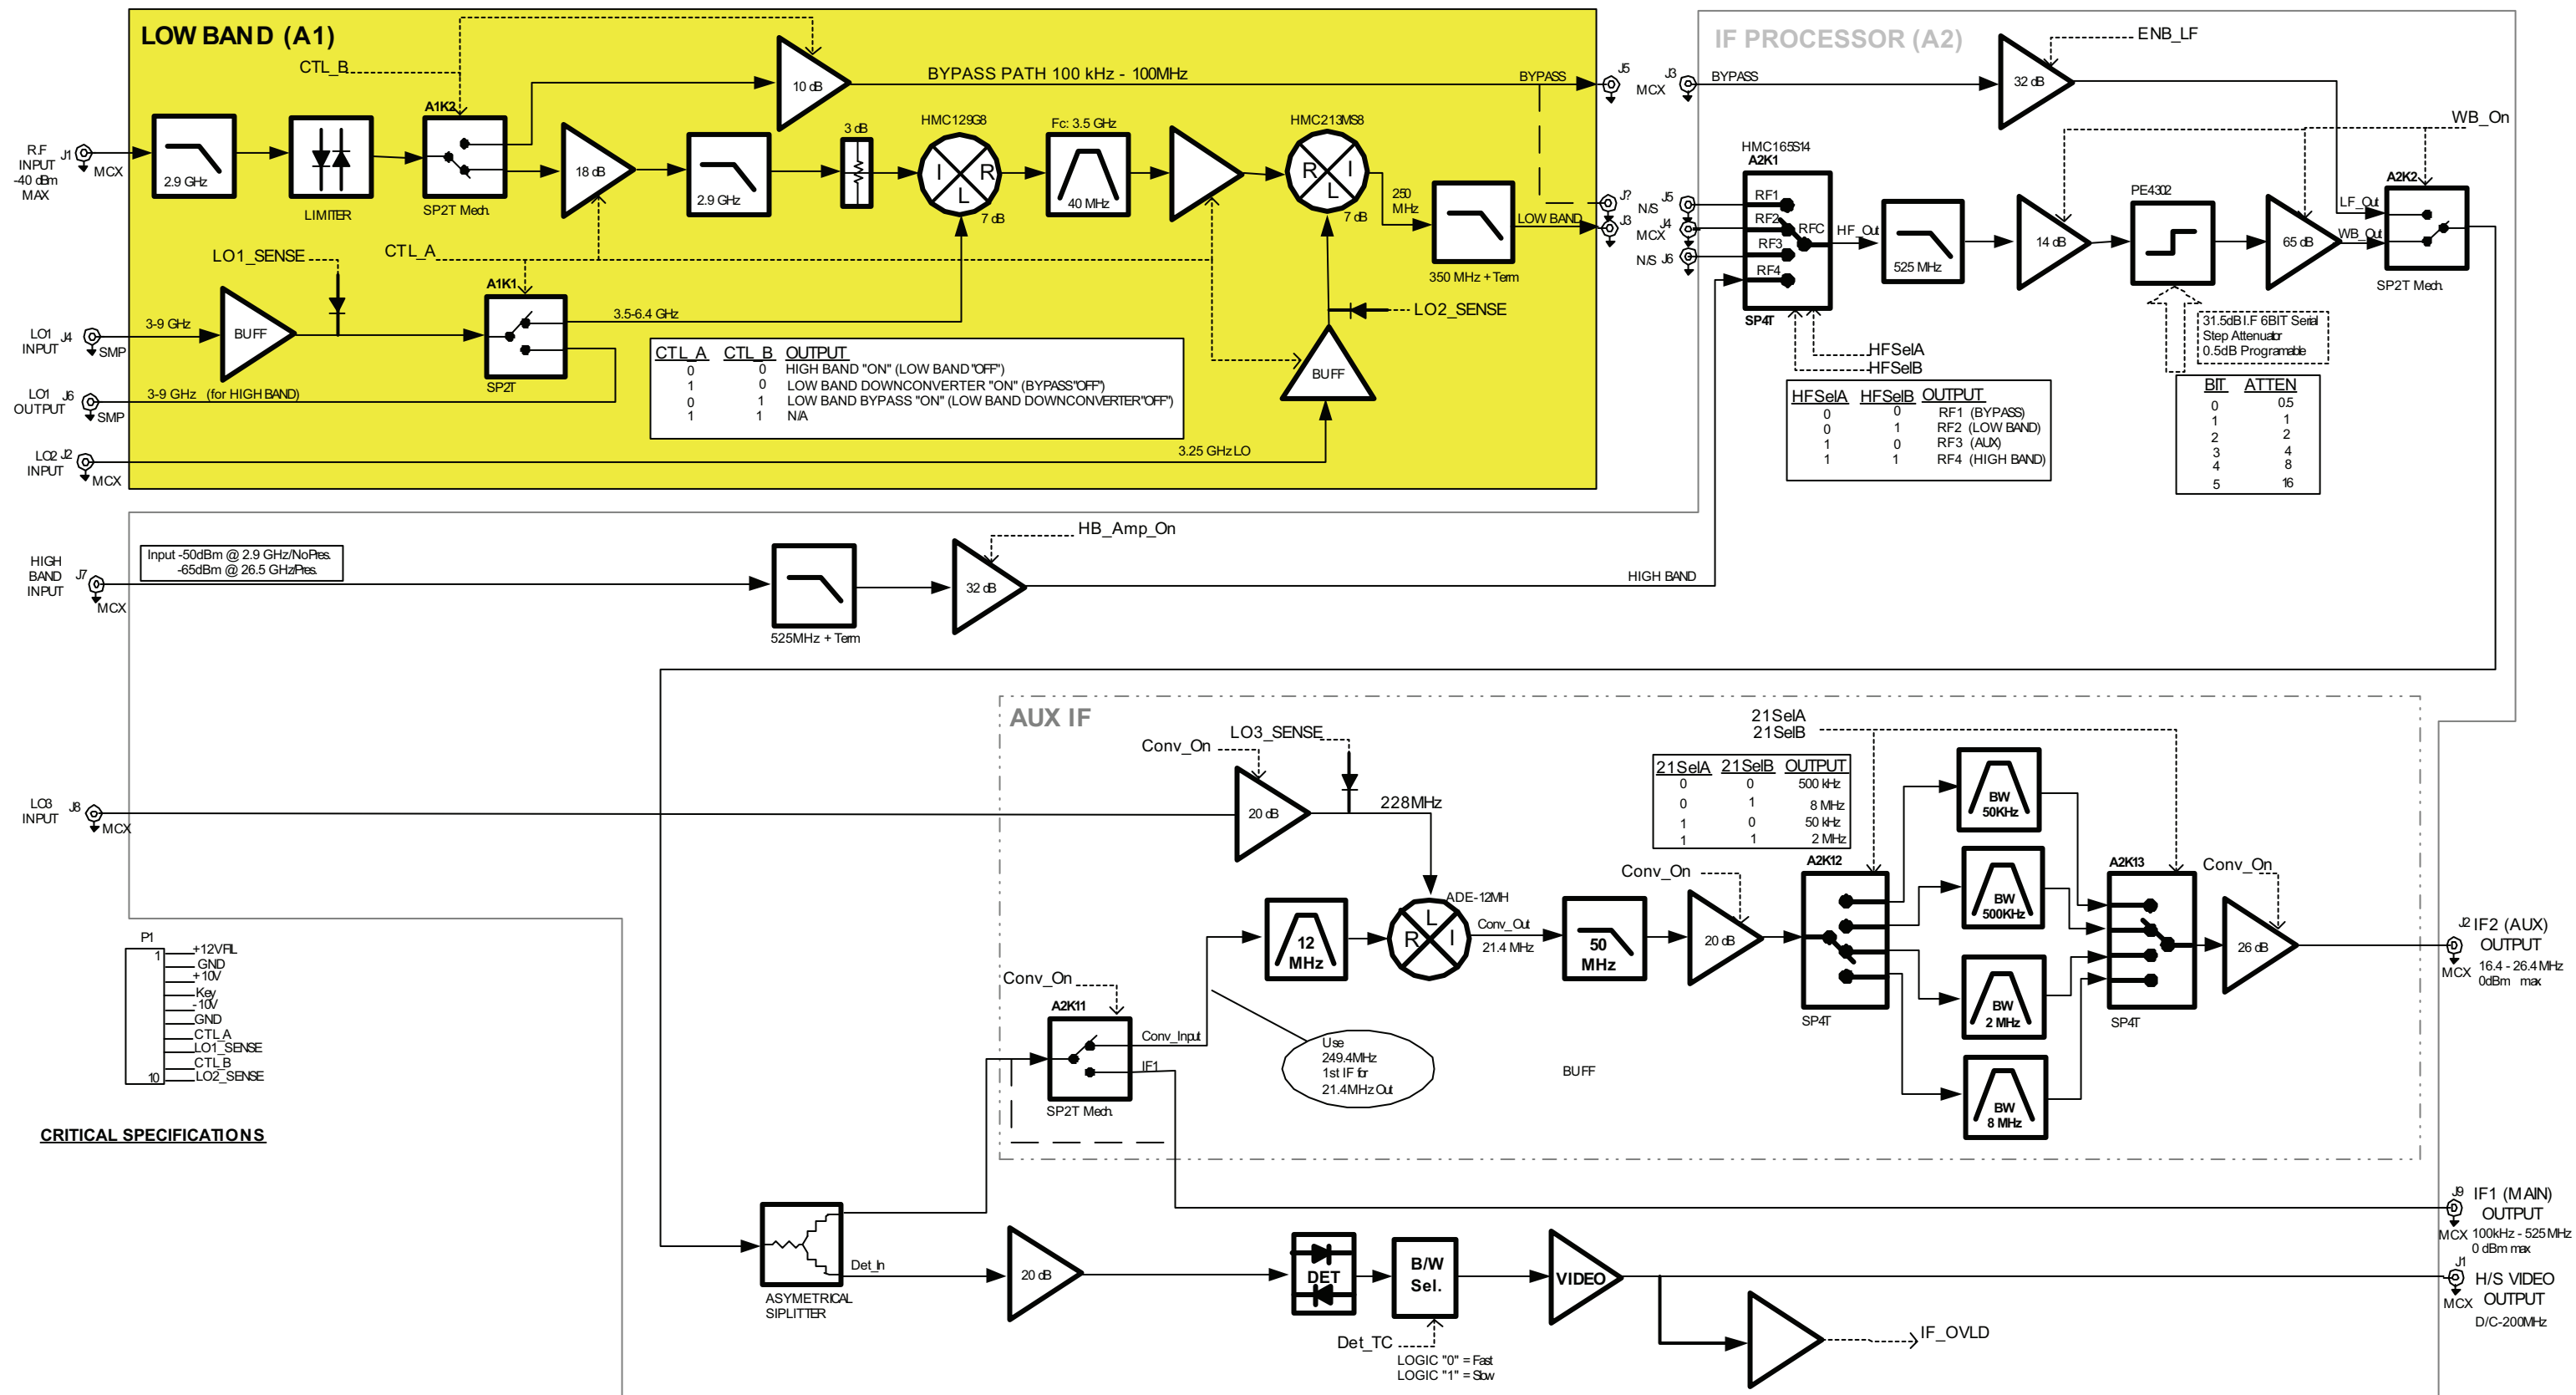 LOW BAND (A1)
CTL_B
A1K2
10 dB
BYPASS PATH 100 kHz - 100MHz
BYPASS
J5
MCX
R.F
INPUT
-40 dBm
MAX
J1
MCX
2.9 GHz
LIMITER
SP2T Mech.
18 dB
2.9 GHz
3 dB
HMC129G8
I
R
L
7 dB
Fc: 3.5 GHz
40 MHz
HMC213MS8
R
I
L
7 dB
250
MHz
350 MHz + Term
LOW BAND
J?
J3
CTL_A
LO1_SENSE
A1K1
LO1
INPUT
J4
SMP
3-9 GHz
BUFF
SP2T
3.5-6.4 GHz
LO2_SENSE
BUFF
LO1
OUTPUT
J6
SMP
3-9 GHz (for HIGH BAND)
CTL_A CTL_B OUTPUT
0 0 HIGH BAND "ON" (LOW BAND "OFF")
1 0 LOW BAND DOWNCONVERTER "ON" (BYPASS "OFF")
0 1 LOW BAND BYPASS "ON" (LOW BAND DOWNCONVERTER "OFF")
1 1 N/A
LO2
INPUT
J2
MCX
3.25 GHz LO
IF PROCESSOR (A2)
J3
BYPASS
ENB_LF
32 dB
WB_On
HMC165S14
A2K1
N/S J5
MCX J4
N/S J6
RF1
RF2
RF3
RF4
RFC
SP4T
HF_Out
525 MHz
14 dB
PE4302
65 dB
LF_Out
WB_Out
A2K2
SP2T Mech.
31.5dB I.F 6BIT Serial
Step Attenuator
0.5dB Programable
HFSelA
HFSelB
HFSelA HFSelB OUTPUT
0 0 RF1 (BYPASS)
0 1 RF2 (LOW BAND)
1 0 RF3 (AUX)
1 1 RF4 (HIGH BAND)
BIT ATTEN
0 0.5
1 1
2 2
3 4
4 8
5 16
HIGH
BAND
INPUT
J7
MCX
Input -50dBm @ 2.9 GHz/NoPres.
-65dBm @ 26.5 GHz/Pres.
525MHz + Term
32 dB
HB_Amp_On
HIGH BAND
AUX IF
LO3
INPUT
J8
MCX
Conv_On
20 dB
LO3_SENSE
228MHz
21SelA
21SelB
21SelA 21SelB OUTPUT
0 0 500 kHz
0 1 8 MHz
1 0 50 kHz
1 1 2 MHz
12
MHz
ADE-12MH
L
R
I
Conv_Out
21.4 MHz
50
MHz
Conv_On
20 dB
A2K12
SP4T
BW
50KHz
BW
500KHz
BW
2 MHz
BW
8 MHz
A2K13
SP4T
Conv_On
26 dB
J2
MCX
IF2 (AUX)
OUTPUT
16.4 - 26.4 MHz
0dBm max
Conv_On
A2K11
Conv_Input
IF1
SP2T Mech.
Use
249.4MHz
1st IF for
21.4MHz Out
BUFF
P1
1
+12VFIL
GND
+10V
Key
-10V
GND
CTL_A
LO1_SENSE
CTL_B
10
LO2_SENSE
CRITICAL SPECIFICATIONS
ASYMETRICAL
SIPLITTER
Det_In
20 dB
DET
B/W
Sel.
Det_TC
LOGIC "0" = Fast
LOGIC "1" = Slow
VIDEO
IF_OVLD
J9
MCX
IF1 (MAIN)
OUTPUT
100kHz - 525 MHz
0 dBm max
J1
MCX
H/S VIDEO
OUTPUT
D/C-200MHz